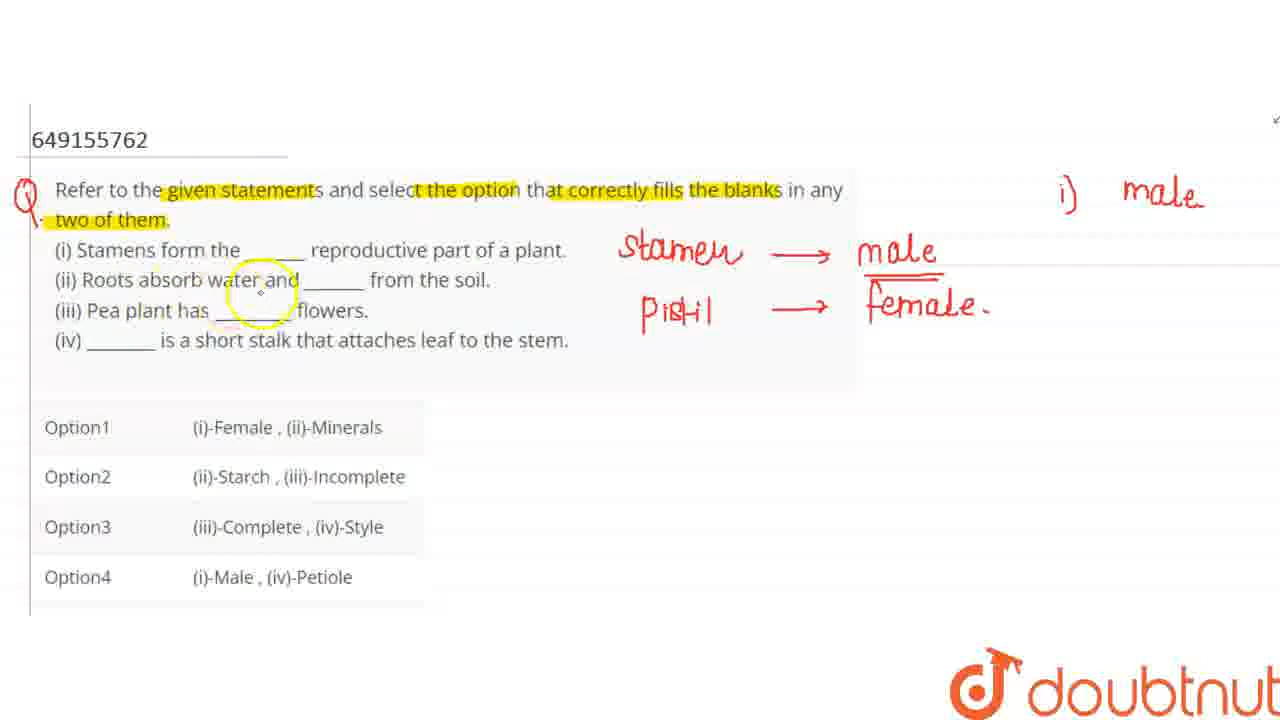 649155762
Q. Refer to the given statements and select the option that correctly fills the blanks in any
two of them.
(i) Stamens form the ______ reproductive part of a plant.
(ii) Roots absorb water and ______ from the soil.
(iii) Pea plant has ________ flowers.
(iv) ________ is a short stalk that attaches leaf to the stem.
i) male
Stamen → male
Pistil → female.
Option1 (i)-Female , (ii)-Minerals
Option2 (ii)-Starch , (iii)-Incomplete
Option3 (iii)-Complete , (iv)-Style
Option4 (i)-Male , (iv)-Petiole
doubtnut